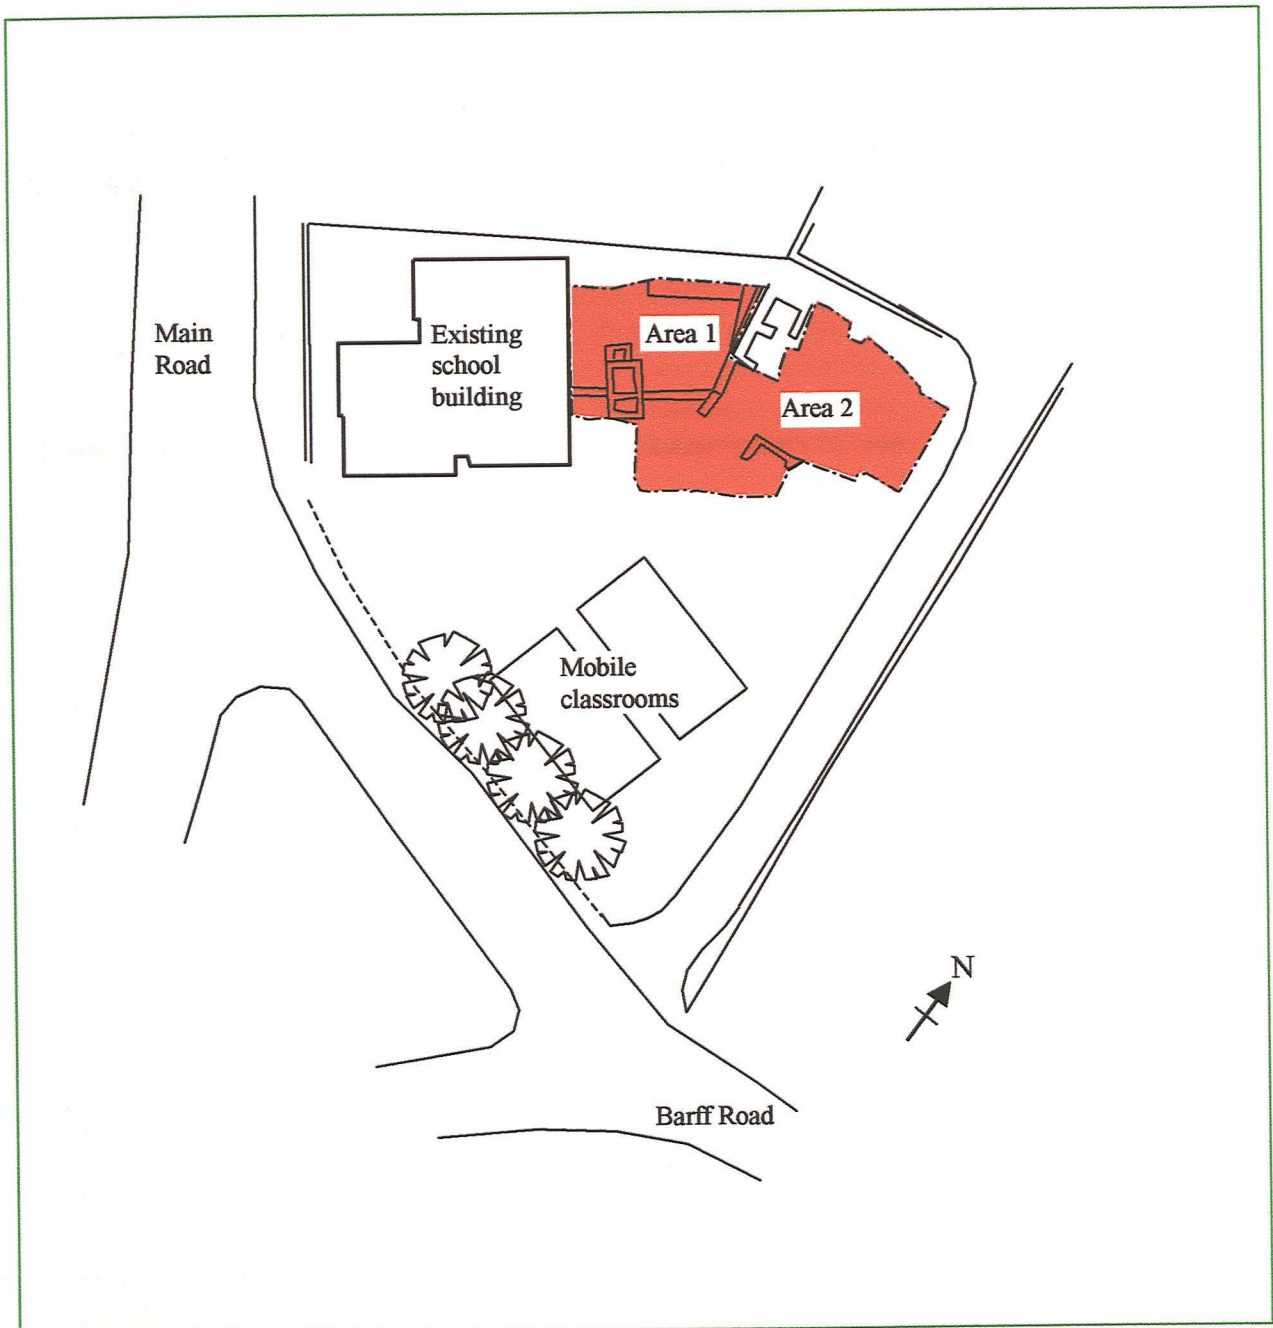 Main
Road
Existing
school
building
Area 1
Area 2
Mobile
classrooms
N
Barff Road